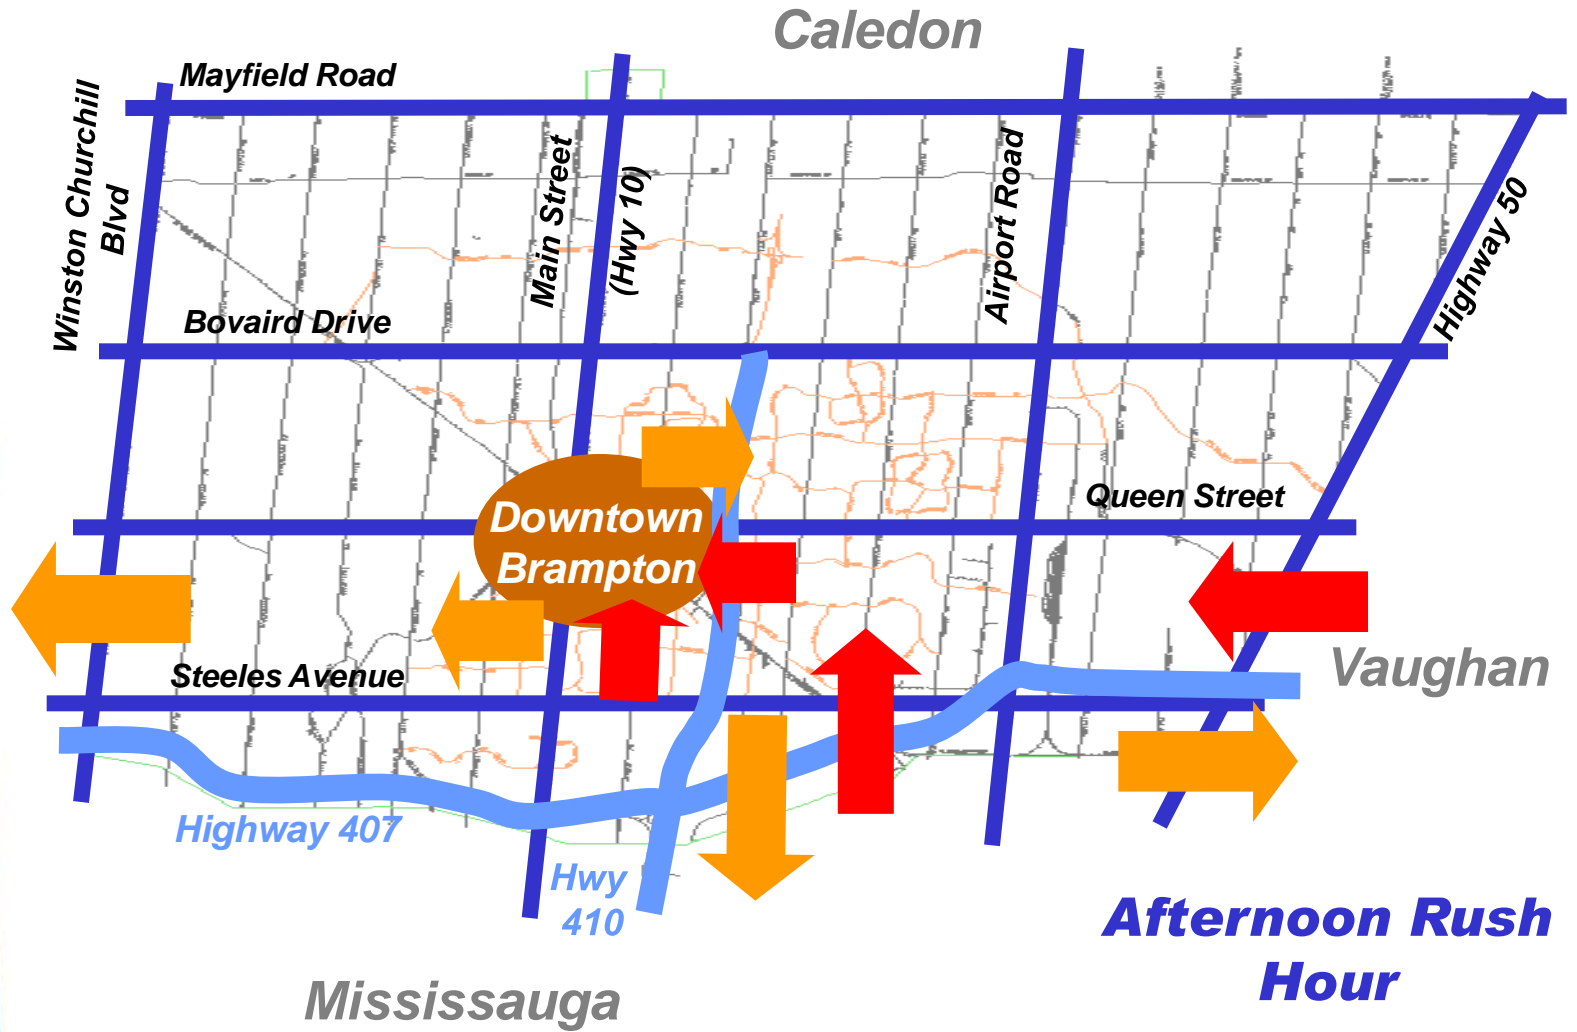 Caledon
Mayfield Road
Winston Churchill
Blvd
Main Street
(Hwy 10)
Airport Road
Highway 50
Bovaird Drive
Queen Street
Downtown
Brampton
Steeles Avenue
Vaughan
Highway 407
Hwy
410
Afternoon Rush
Hour
Mississauga